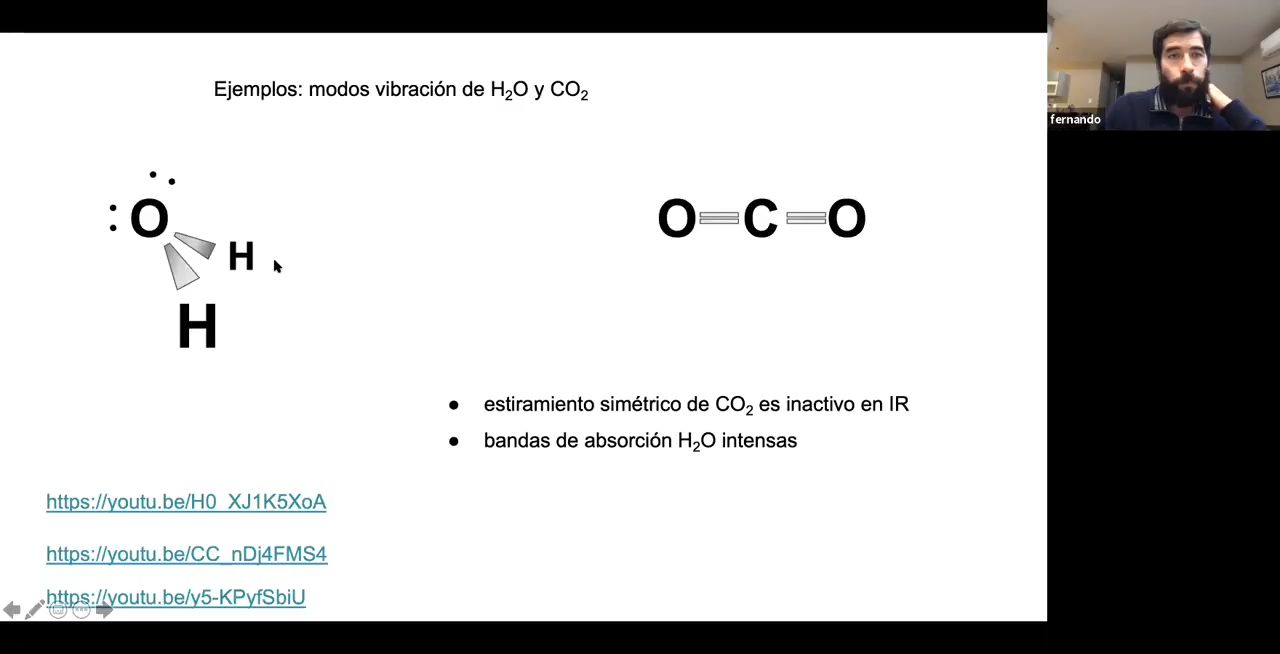 Ejemplos: modos vibración de H₂O y CO₂
fernando
O
H
H
O=C=O
● estiramiento simétrico de CO₂ es inactivo en IR
● bandas de absorción H₂O intensas
https://youtu.be/H0_XJ1K5XoA
https://youtu.be/CC_nDj4FMS4
https://youtu.be/y5-KPyfSbiU